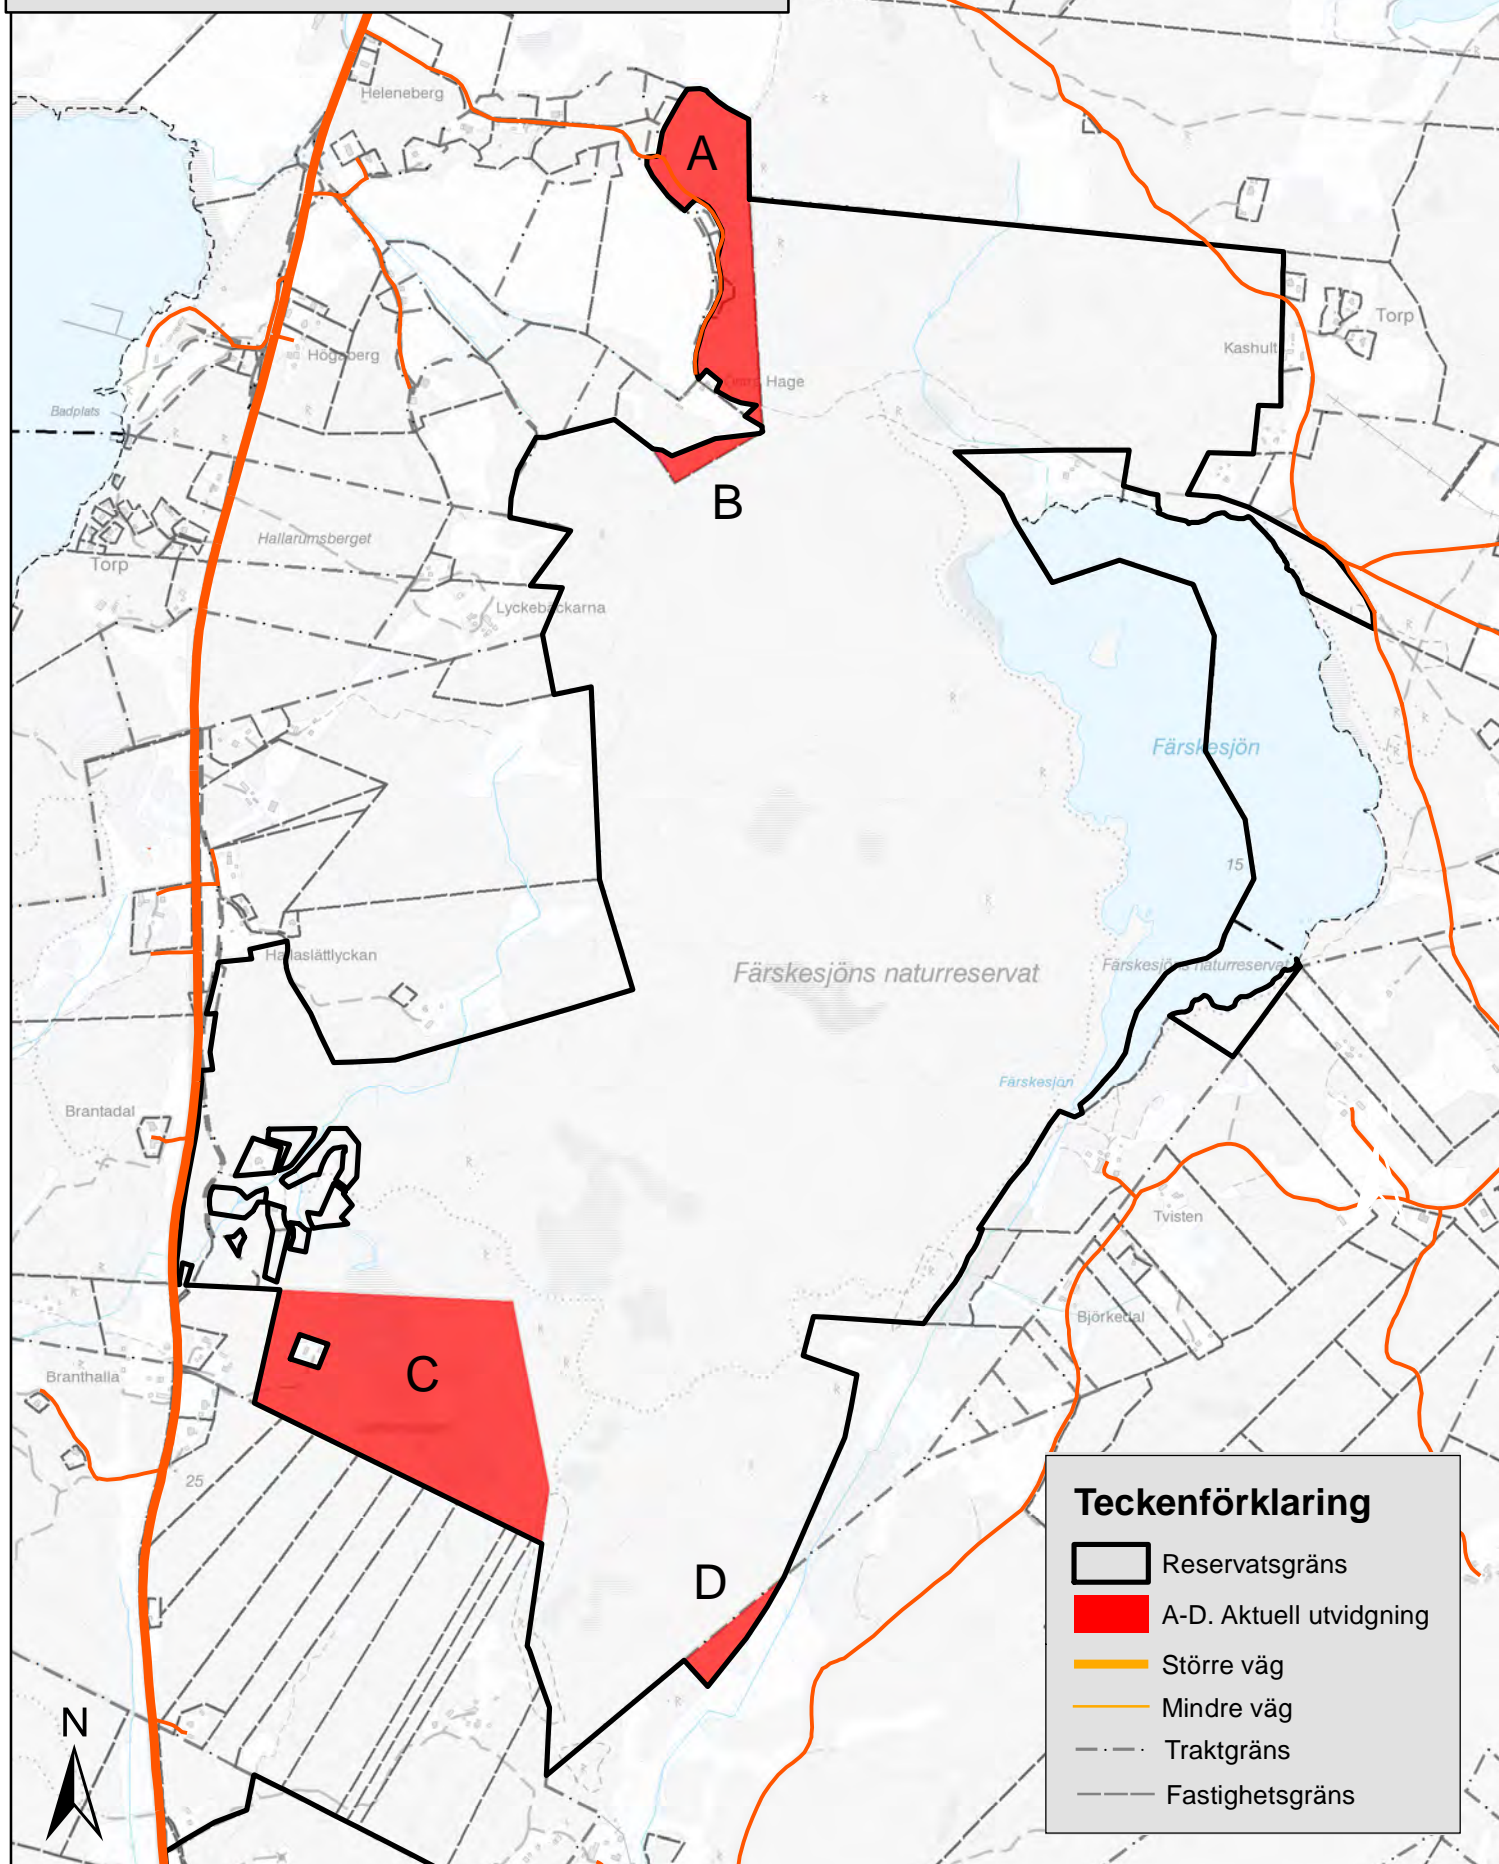 Heleneberg
A
Torp
Kashult
Högaberg
Hage
Badplats
B
Hallarumsberget
Torp
Lyckebäckarna
Färskesjön
15
Hallaslättlyckan
Färskesjöns naturreservat
Färskesjöns naturreservat
Färskesjön
Brantadal
Tvisten
Björkedal
Branthalla
C
25
D
N
Teckenförklaring
Reservatsgräns
A-D. Aktuell utvidgning
Större väg
Mindre väg
Traktgräns
Fastighetsgräns